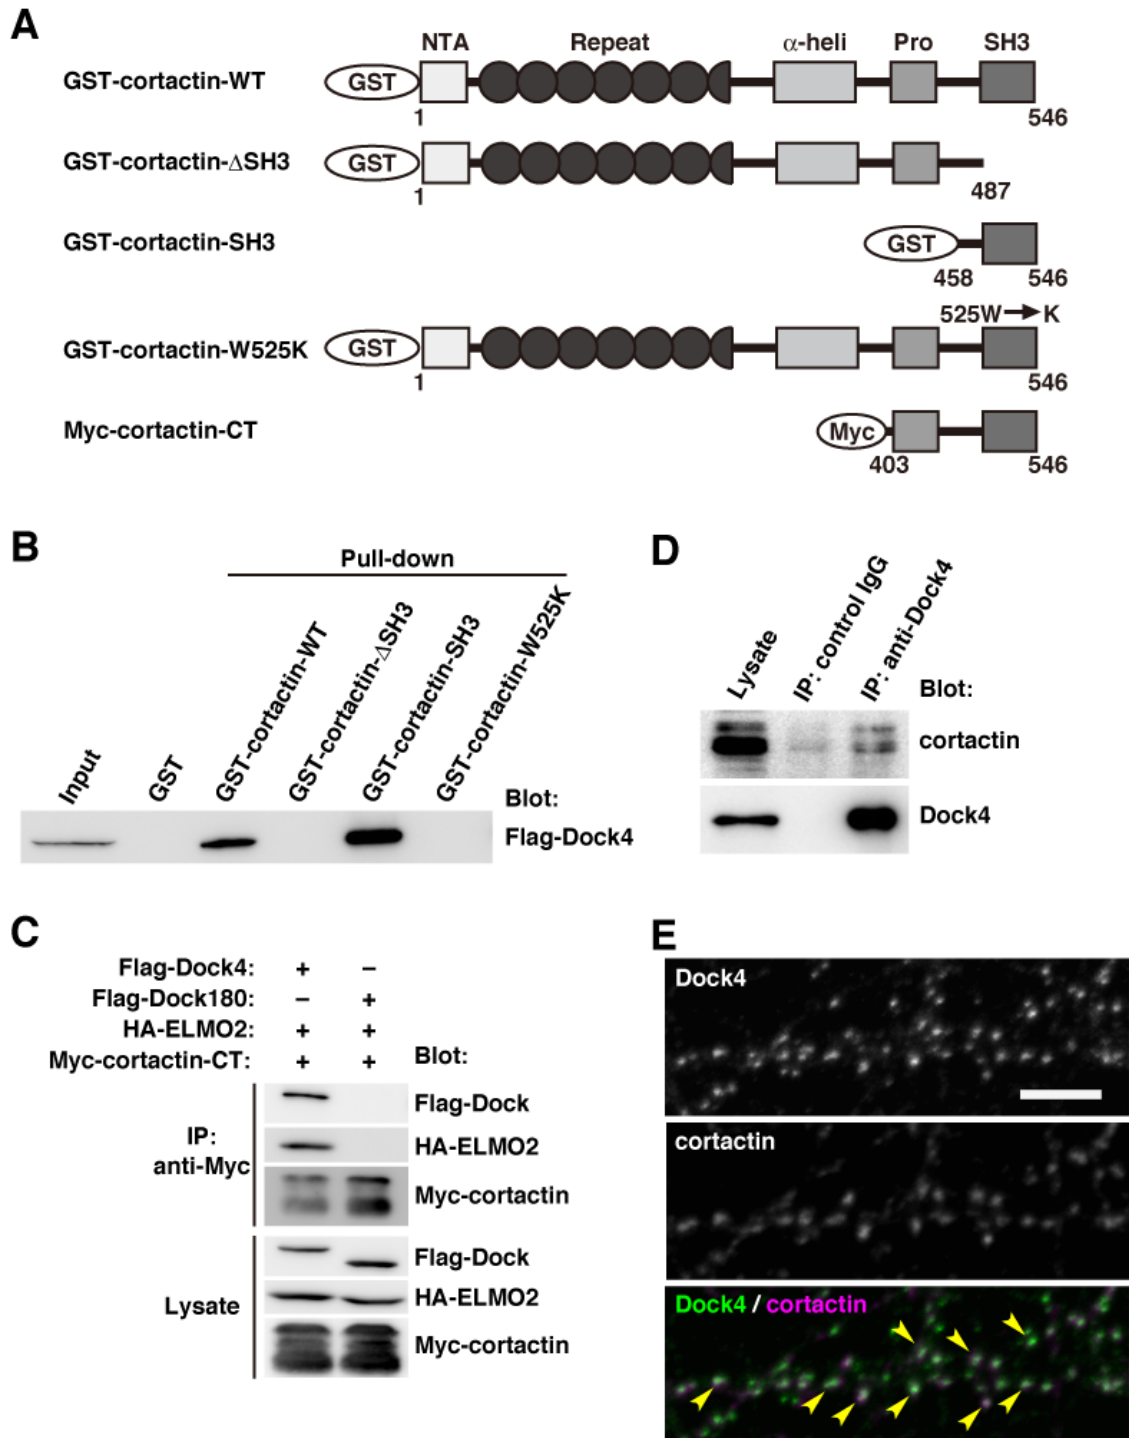 A
NTA Repeat α-heli Pro SH3
GST-cortactin-WT GST
1 546
GST-cortactin-ΔSH3 GST
1 487
GST-cortactin-SH3 GST
458 546
525W K
GST-cortactin-W525K GST
1 546
Myc-cortactin-CT Myc
403 546
B
Pull-down
Input
GST
GST-cortactin-WT
GST-cortactin-ΔSH3
GST-cortactin-SH3
GST-cortactin-W525K
Blot:
Flag-Dock4
D
Lysate
IP: control IgG
IP: anti-Dock4
Blot:
cortactin
Dock4
C
Flag-Dock4: + –
Flag-Dock180: – +
HA-ELMO2: + +
Myc-cortactin-CT: + + Blot:
IP:
anti-Myc
Flag-Dock
HA-ELMO2
Myc-cortactin
Lysate
Flag-Dock
HA-ELMO2
Myc-cortactin
E
Dock4
cortactin
Dock4 / cortactin